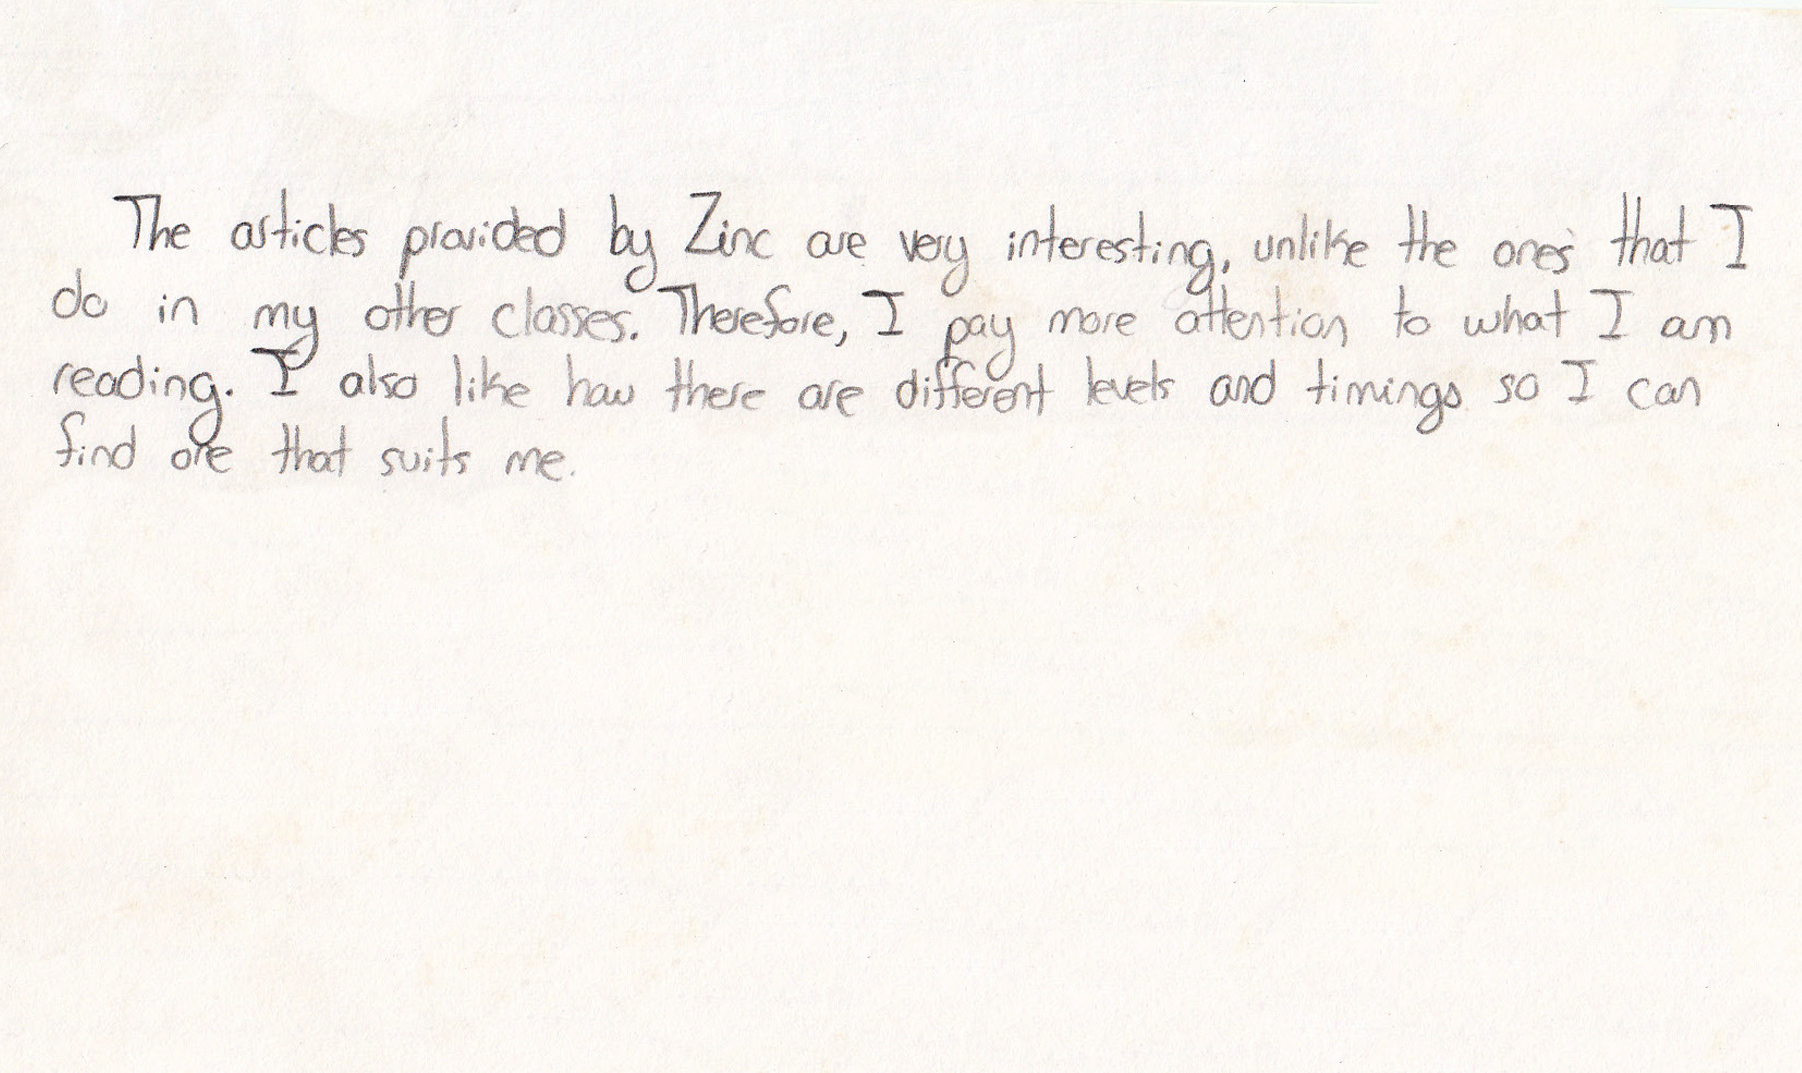 The articles provided by Zinc are very interesting, unlike the ones that I
do in my other classes. Therefore, I pay more attention to what I am
reading. I also like how there are different levels and timings so I can
find one that suits me.